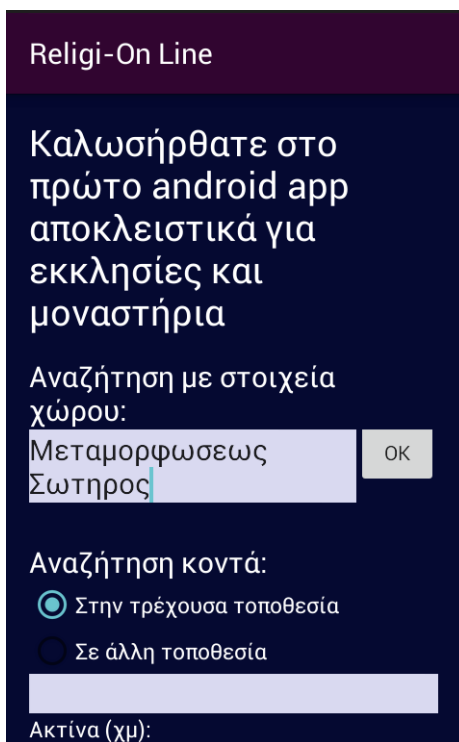 Religi-On Line
Καλωσήρθατε στο
πρώτο android app
αποκλειστικά για
εκκλησίες και
μοναστήρια
Αναζήτηση με στοιχεία
χώρου:
Μεταμορφωσεως
Σωτηρος
OK
Αναζήτηση κοντά:
Στην τρέχουσα τοποθεσία
Σε άλλη τοποθεσία
Ακτίνα (χμ):